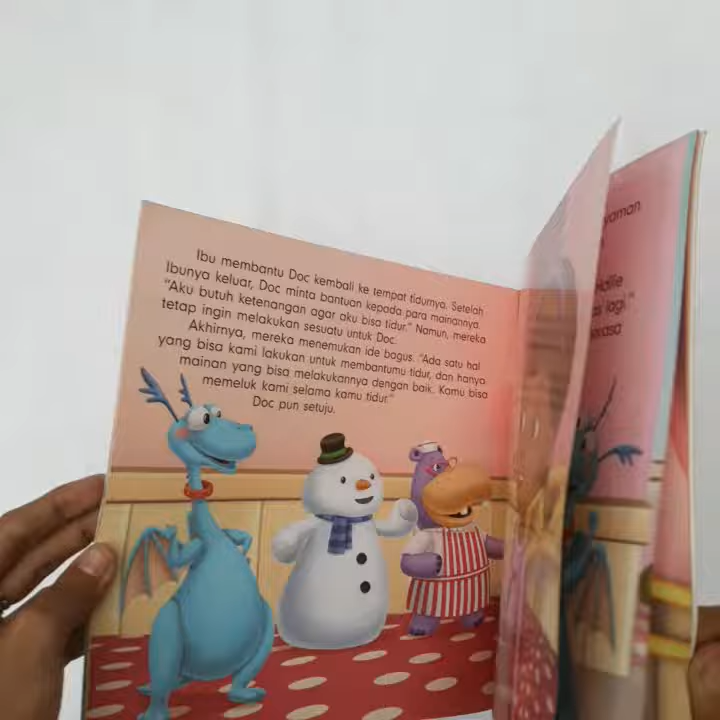 Ibu membantu Doc kembali ke tempat tidurnya. Setelah
Ibunya keluar, Doc minta bantuan kepada para mainannya.
"Aku butuh ketenangan agar aku bisa tidur." Namun, mereka
tetap ingin melakukan sesuatu untuk Doc.
Akhirnya, mereka menemukan ide bagus. "Ada satu hal
yang bisa kami lakukan untuk membantumu tidur, dan hanya
mainan yang bisa melakukannya dengan baik. Kamu bisa
memeluk kami selama kamu tidur."
Doc pun setuju.
Hallie
lagi."